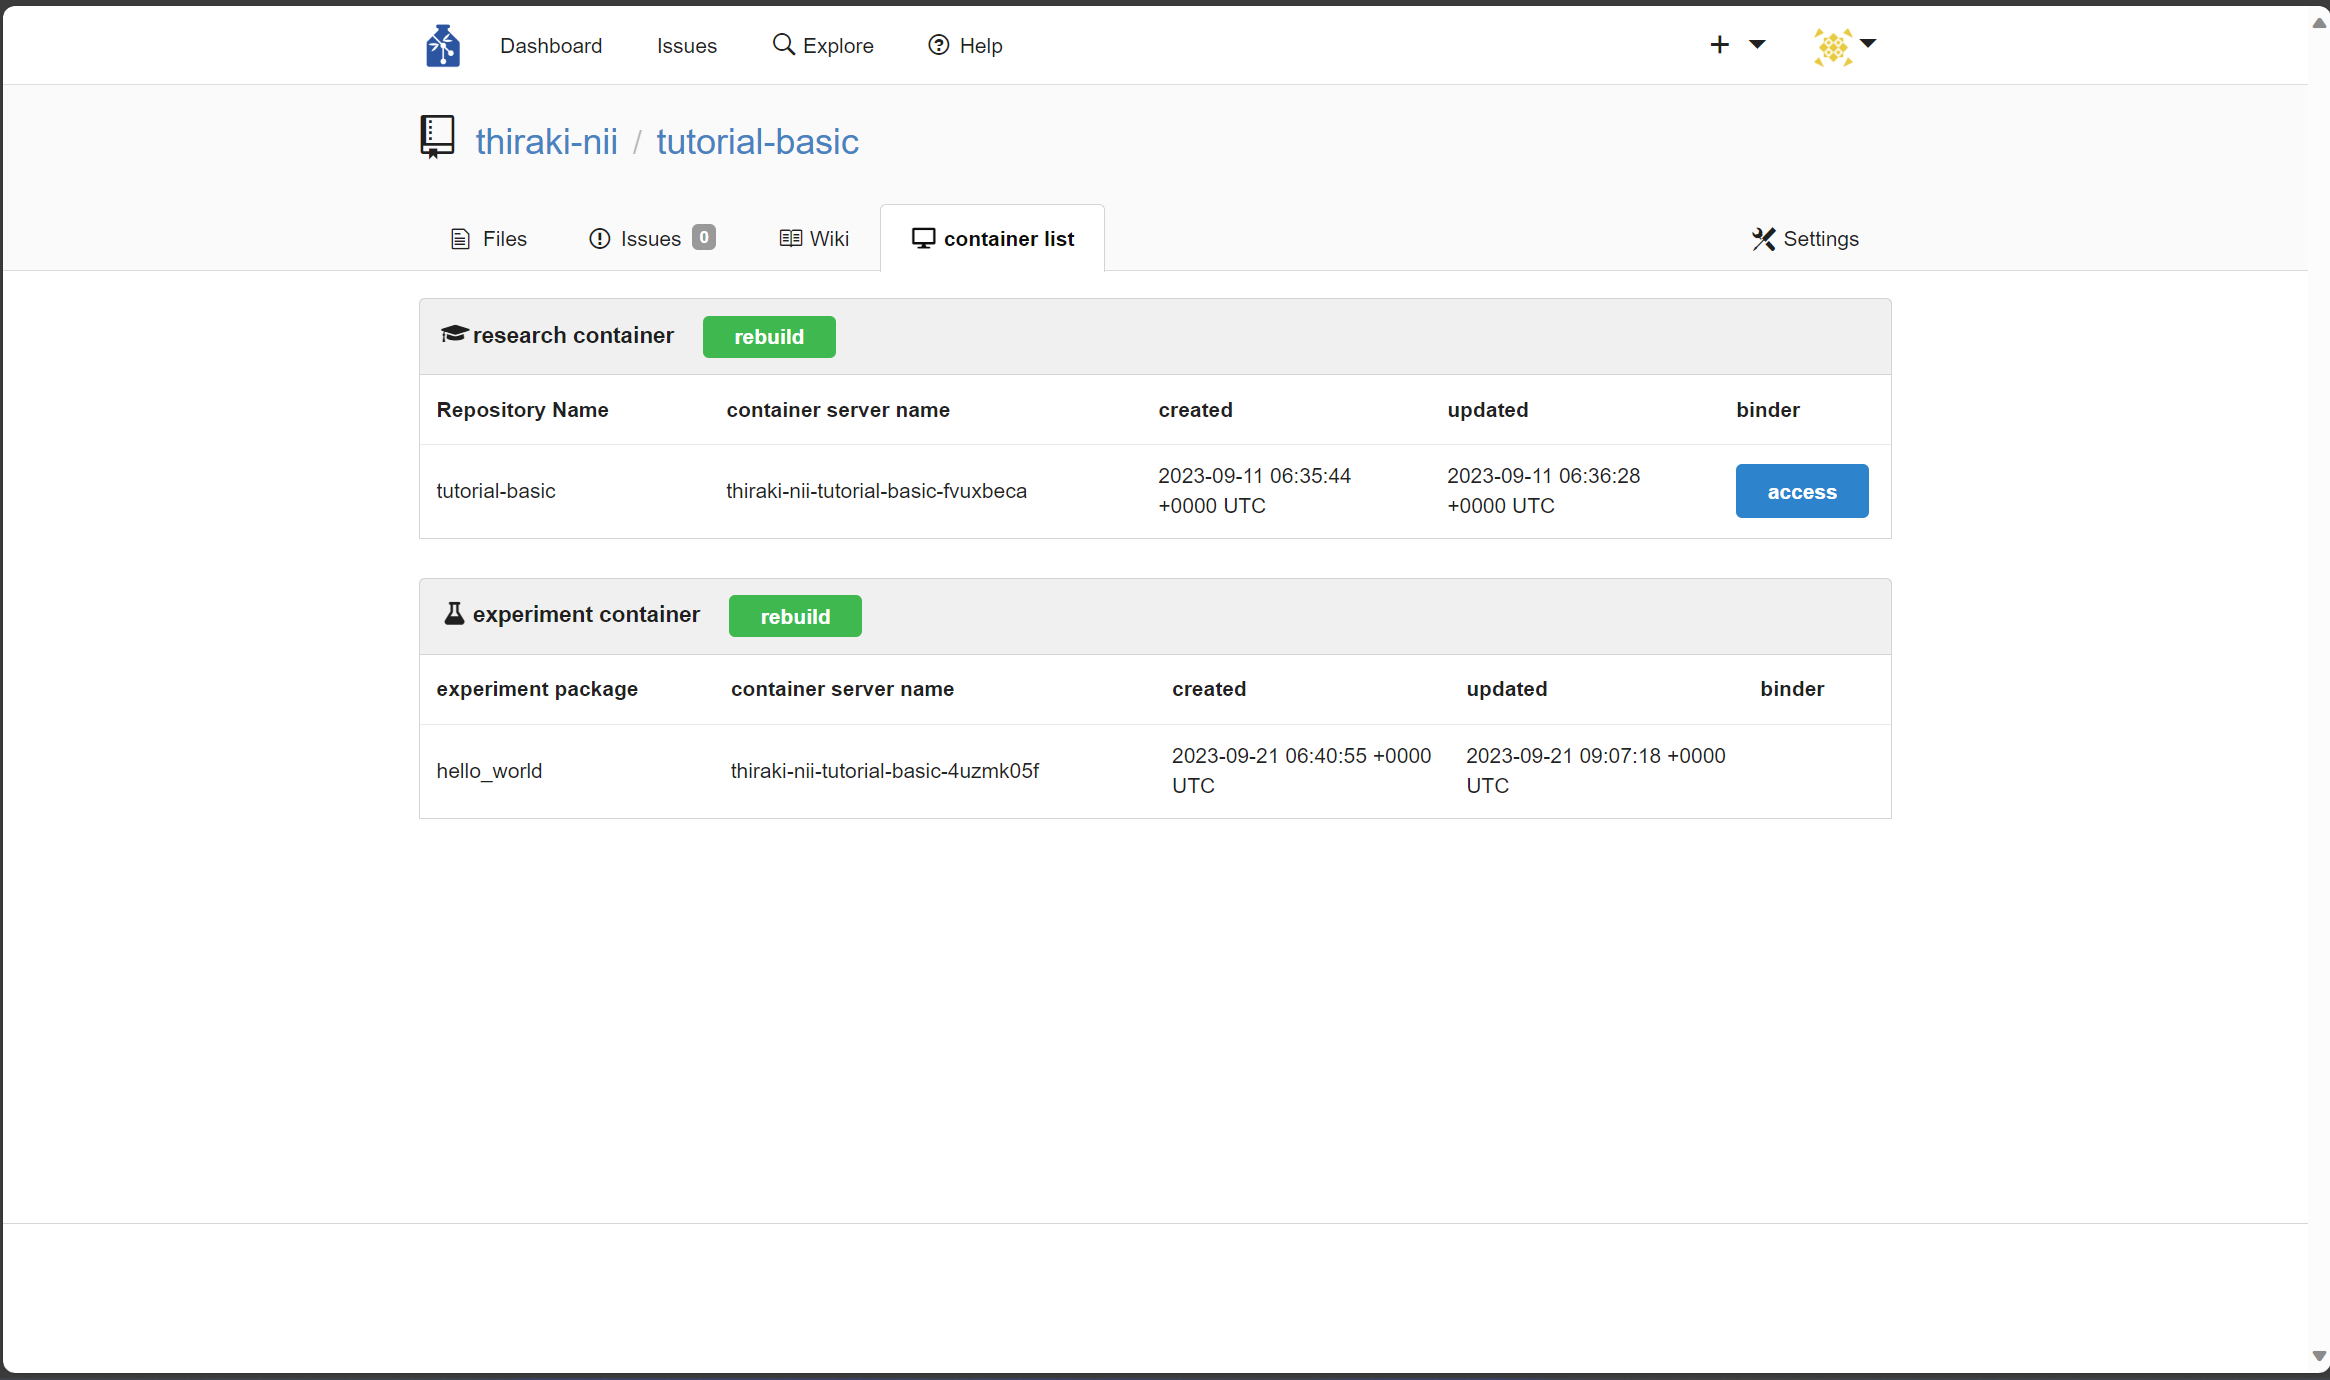 Dashboard Issues Explore Help
thiraki-nii / tutorial-basic
Files Issues 0 Wiki container list Settings
research container rebuild
Repository Name container server name created updated binder
tutorial-basic thiraki-nii-tutorial-basic-fvuxbeca 2023-09-11 06:35:44 +0000 UTC 2023-09-11 06:36:28 +0000 UTC access
experiment container rebuild
experiment package container server name created updated binder
hello_world thiraki-nii-tutorial-basic-4uzmk05f 2023-09-21 06:40:55 +0000 UTC 2023-09-21 09:07:18 +0000 UTC